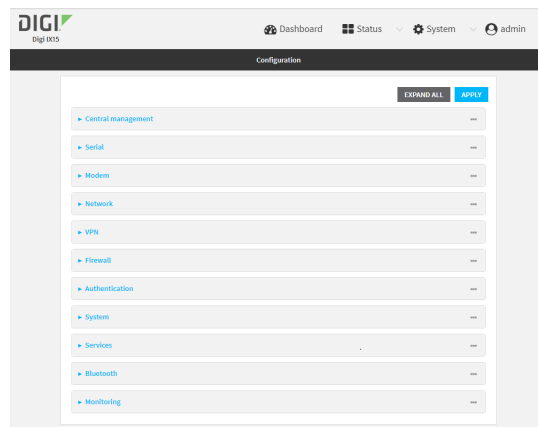 DIGI
Digi IX15
Dashboard Status System admin
Configuration
EXPAND ALL APPLY
Central management
Serial
Modem
Network
VPN
Firewall
Authentication
System
Services
Bluetooth
Monitoring